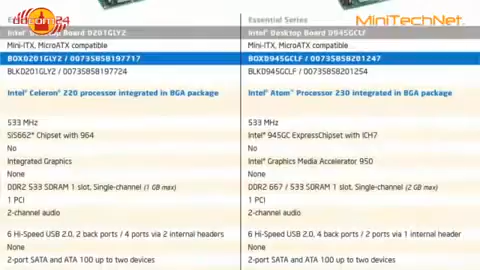 MiniTechNet
Essential Series
Desktop Board D201GLY2
Intel® Desktop Board D945GCLF
Mini-ITX, MicroATX compatible
Mini-ITX, MicroATX compatible
BOXD201GLY2 / 00735858197717
BOXD945GCLF / 00735858201247
BLKD201GLY2 / 00735858197724
BLKD945GCLF / 00735858201254
Intel® Celeron® 220 processor integrated in BGA package
Intel® Atom™ Processor 230 integrated in BGA package
533 MHz
533 MHz
SIS662® Chipset with 964
Intel® 945GC ExpressChipset with ICH7
No
No
Integrated Graphics
Intel® Graphics Media Accelerator 950
None
None
DDR2 533 SDRAM 1 slot, Single-channel (1 GB max)
DDR2 667 / 533 SDRAM 1 slot, Single-channel (2 GB max)
1 PCI
1 PCI
2-channel audio
2-channel audio
6 Hi-Speed USB 2.0, 2 back ports / 4 ports via 2 internal headers
6 Hi-Speed USB 2.0, 4 back ports / 2 ports via 1 internal header
None
None
2-port SATA and ATA 100 up to two devices
2-port SATA and ATA 100 up to two devices